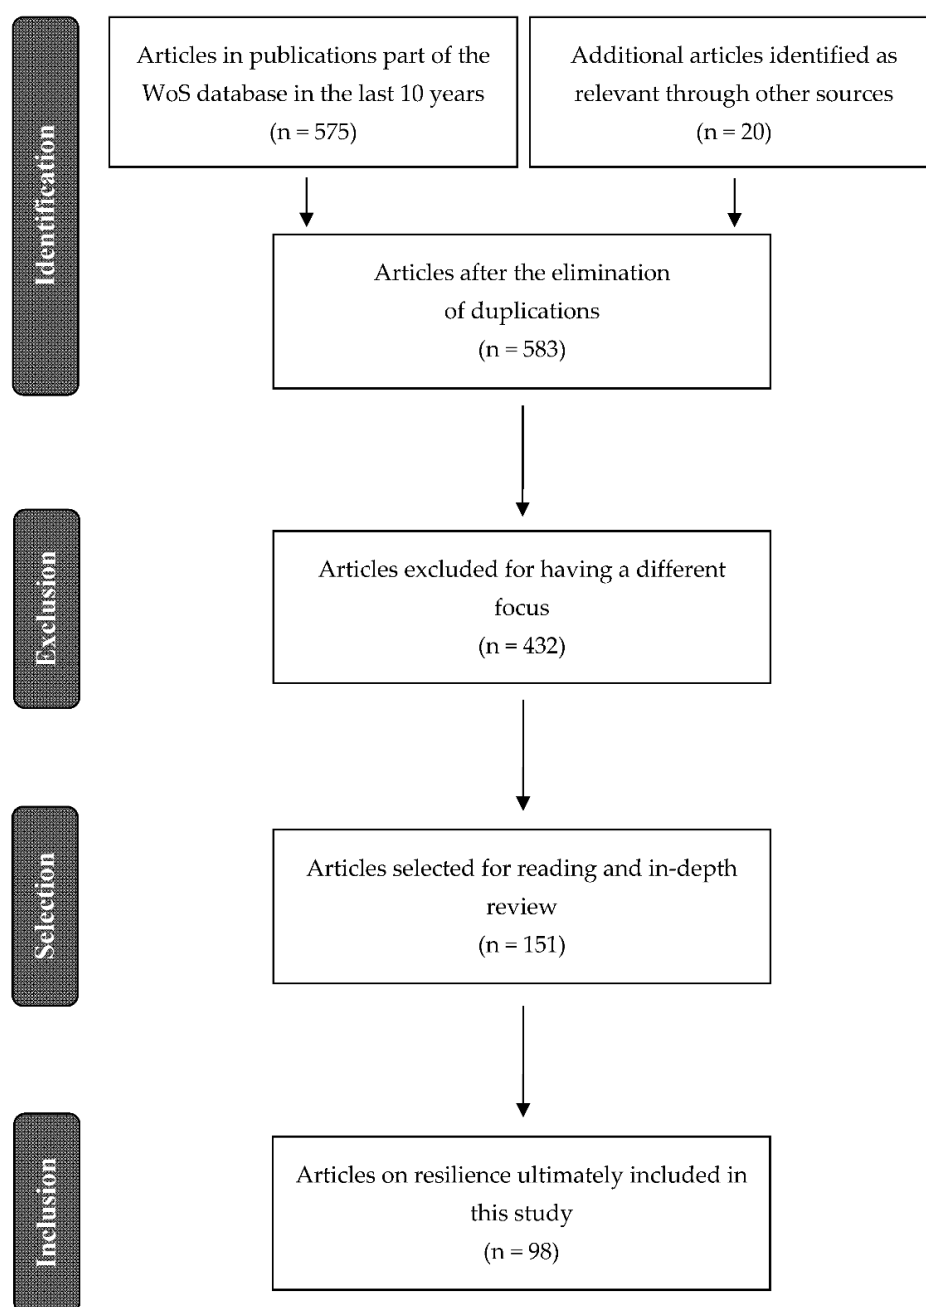 Identification
Articles in publications part of the
WoS database in the last 10 years
(n = 575)
Additional articles identified as
relevant through other sources
(n = 20)
Articles after the elimination
of duplications
(n = 583)
Exclusion
Articles excluded for having a different
focus
(n = 432)
Selection
Articles selected for reading and in-depth
review
(n = 151)
Inclusion
Articles on resilience ultimately included in
this study
(n = 98)